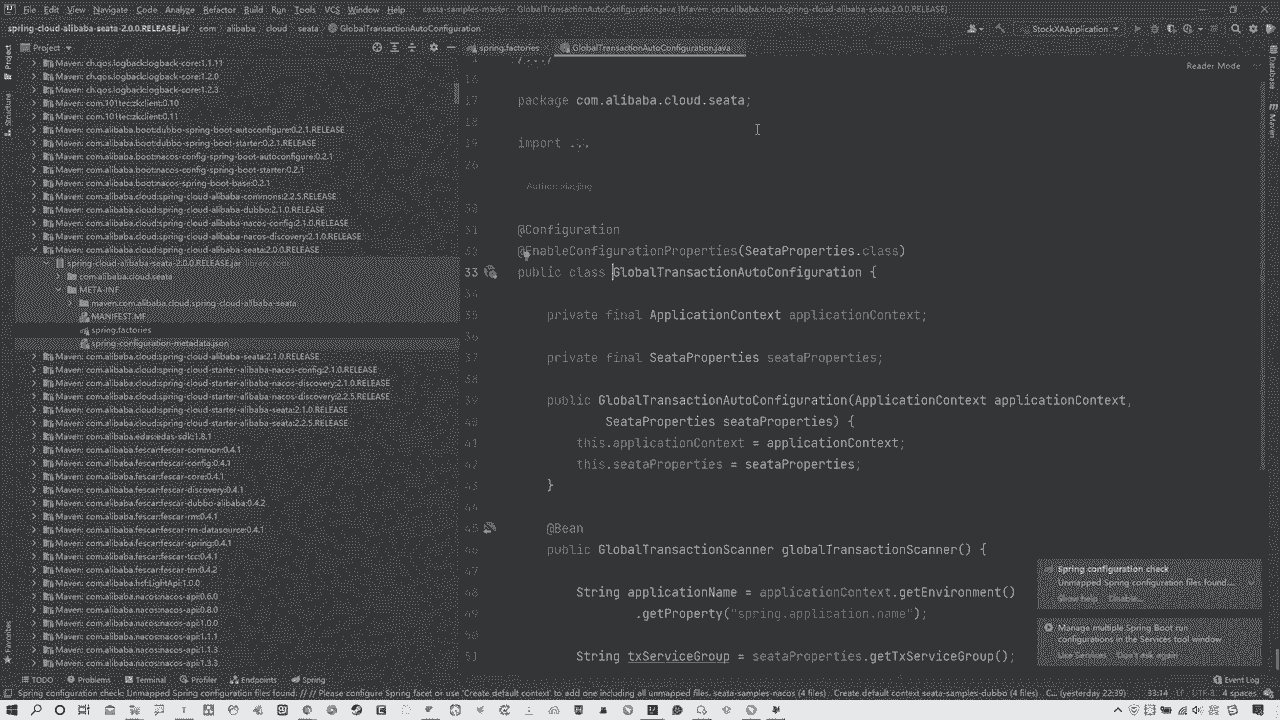 File Edit View Navigate Code Analyze Refactor Build Run Tools VCS Window Help seata-samples-master - GlobalTransactionAutoConfiguration.java [Maven: com.alibaba.cloud:spring-cloud-alibaba-seata:2.0.0.RELEASE]
spring-cloud-alibaba-seata-2.0.0.RELEASE.jar com alibaba cloud seata GlobalTransactionAutoConfiguration StockXAApplication
Project
spring.factories GlobalTransactionAutoConfiguration.java
Reader Mode
Maven: ch.qos.logback:logback-core:1.1.11
Maven: ch.qos.logback:logback-core:1.2.0
Maven: ch.qos.logback:logback-core:1.2.3
Maven: com.101tec:zkclient:0.10
Maven: com.101tec:zkclient:0.11
Maven: com.alibaba.boot:dubbo-spring-boot-autoconfigure:0.2.1.RELEASE
Maven: com.alibaba.boot:dubbo-spring-boot-starter:0.2.1.RELEASE
Maven: com.alibaba.boot:nacos-config-spring-boot-autoconfigure:0.2.1
Maven: com.alibaba.boot:nacos-config-spring-boot-starter:0.2.1
Maven: com.alibaba.boot:nacos-spring-boot-base:0.2.1
Maven: com.alibaba.cloud:spring-cloud-alibaba-commons:2.2.5.RELEASE
Maven: com.alibaba.cloud:spring-cloud-alibaba-dubbo:2.1.0.RELEASE
Maven: com.alibaba.cloud:spring-cloud-alibaba-nacos-config:2.1.0.RELEASE
Maven: com.alibaba.cloud:spring-cloud-alibaba-nacos-discovery:2.1.0.RELEASE
Maven: com.alibaba.cloud:spring-cloud-alibaba-seata:2.0.0.RELEASE
spring-cloud-alibaba-seata-2.0.0.RELEASE.jar library root
com.alibaba.cloud.seata
META-INF
maven.com.alibaba.cloud.spring-cloud-alibaba-seata
MANIFEST.MF
spring.factories
spring-configuration-metadata.json
Maven: com.alibaba.cloud:spring-cloud-alibaba-seata:2.1.0.RELEASE
Maven: com.alibaba.cloud:spring-cloud-starter-alibaba-nacos-config:2.1.0.RELEASE
Maven: com.alibaba.cloud:spring-cloud-starter-alibaba-nacos-discovery:2.1.0.RELEASE
Maven: com.alibaba.cloud:spring-cloud-starter-alibaba-nacos-discovery:2.2.5.RELEASE
Maven: com.alibaba.cloud:spring-cloud-starter-alibaba-seata:2.1.0.RELEASE
Maven: com.alibaba.cloud:spring-cloud-starter-alibaba-seata:2.2.5.RELEASE
Maven: com.alibaba.edas:edas-sdk:1.8.1
Maven: com.alibaba.fescar:fescar-common:0.4.1
Maven: com.alibaba.fescar:fescar-config:0.4.1
Maven: com.alibaba.fescar:fescar-core:0.4.1
Maven: com.alibaba.fescar:fescar-discovery:0.4.1
Maven: com.alibaba.fescar:fescar-dubbo-alibaba:0.4.2
Maven: com.alibaba.fescar:fescar-rm:0.4.1
Maven: com.alibaba.fescar:fescar-rm-datasource:0.4.1
Maven: com.alibaba.fescar:fescar-spring:0.4.1
Maven: com.alibaba.fescar:fescar-tcc:0.4.1
Maven: com.alibaba.fescar:fescar-tm:0.4.2
Maven: com.alibaba.hsf:LightApi:1.0.0
Maven: com.alibaba.nacos:nacos-api:0.6.0
Maven: com.alibaba.nacos:nacos-api:0.8.0
Maven: com.alibaba.nacos:nacos-api:1.0.0
Maven: com.alibaba.nacos:nacos-api:1.1.1
Maven: com.alibaba.nacos:nacos-api:1.1.3
Maven: com.alibaba.nacos:nacos-api:1.3.3
/.../
16
17 package com.alibaba.cloud.seata;
18
19 import ...
26
Author: xiaojing
31 @Configuration
32 @EnableConfigurationProperties(SeataProperties.class)
33 public class GlobalTransactionAutoConfiguration {
34
35 private final ApplicationContext applicationContext;
36
37 private final SeataProperties seataProperties;
38
39 public GlobalTransactionAutoConfiguration(ApplicationContext applicationContext,
40 SeataProperties seataProperties) {
41 this.applicationContext = applicationContext;
42 this.seataProperties = seataProperties;
43 }
45 @Bean
46 public GlobalTransactionScanner globalTransactionScanner() {
47
48 String applicationName = applicationContext.getEnvironment()
49 .getProperty("spring.application.name");
50
51 String txServiceGroup = seataProperties.getTxServiceGroup();
Spring configuration check
Unmapped Spring configuration files found....
Show help Disable...
Manage multiple Spring Boot run
configurations in the Services tool window
Use Services Don't ask again
Project
Structure
Favorites
Database
Maven
TODO Problems Terminal Profiler Endpoints Spring Event Log
Spring configuration check: Unmapped Spring configuration files found. // // Please configure Spring facet or use 'Create default context' to add one including all unmapped files. seata-samples-nacos (4 files) . Create default context seata-samples-dubbo (4 files) . C... (yesterday 22:39) 33:14 LF UTF-8 4 spaces